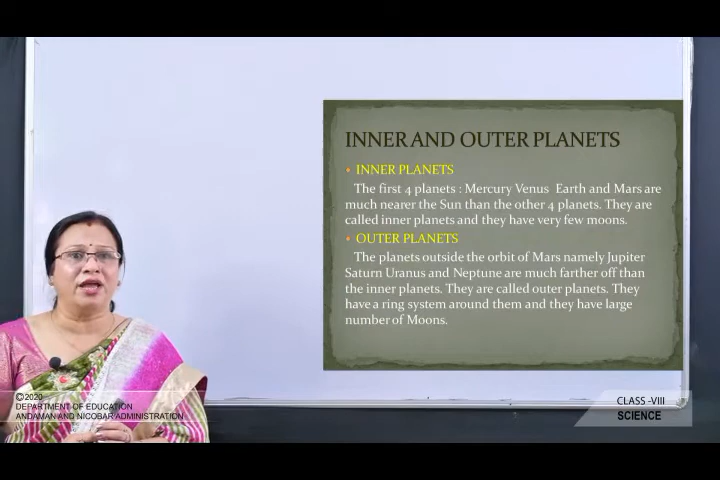 INNER AND OUTER PLANETS
• INNER PLANETS
The first 4 planets : Mercury Venus Earth and Mars are
much nearer the Sun than the other 4 planets. They are
called inner planets and they have very few moons.
• OUTER PLANETS
The planets outside the orbit of Mars namely Jupiter
Saturn Uranus and Neptune are much farther off than
the inner planets. They are called outer planets. They
have a ring system around them and they have large
number of Moons.
©2020
DEPARTMENT OF EDUCATION
ANDAMAN AND NICOBAR ADMINISTRATION
CLASS -VIII
SCIENCE